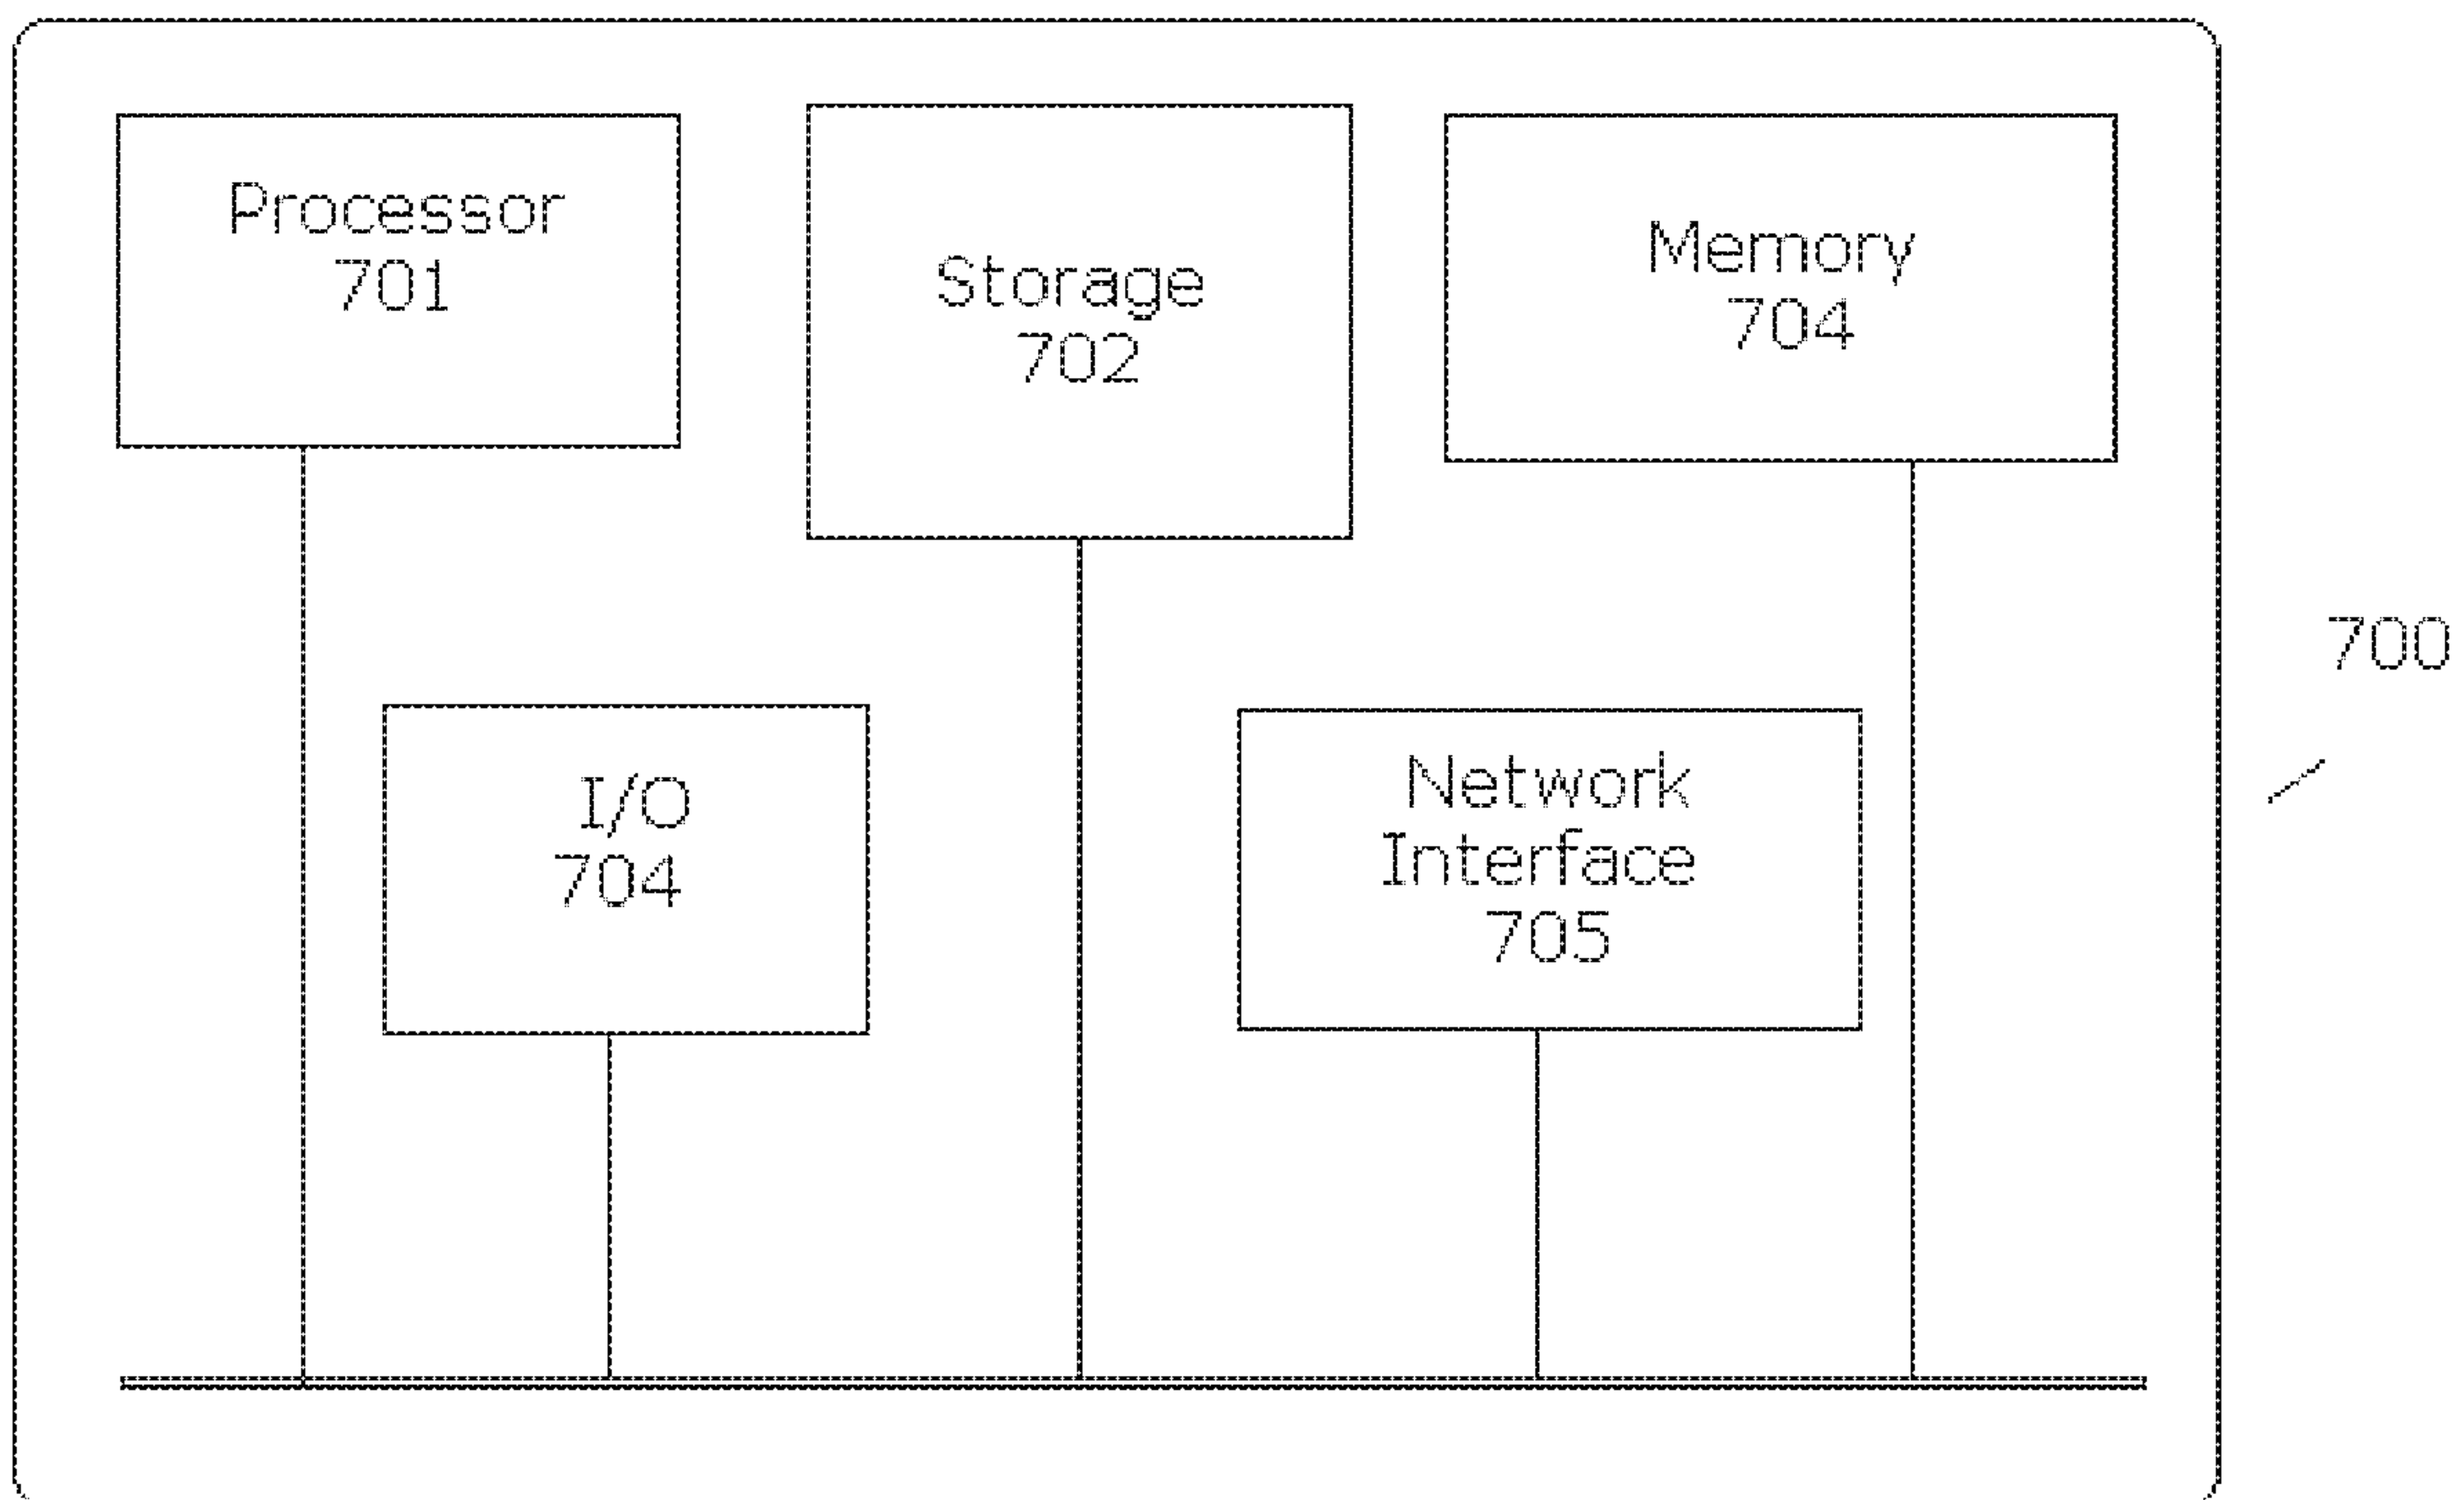 Processor
701
Storage
702
Memory
704
700
I/O
704
Network
Interface
705